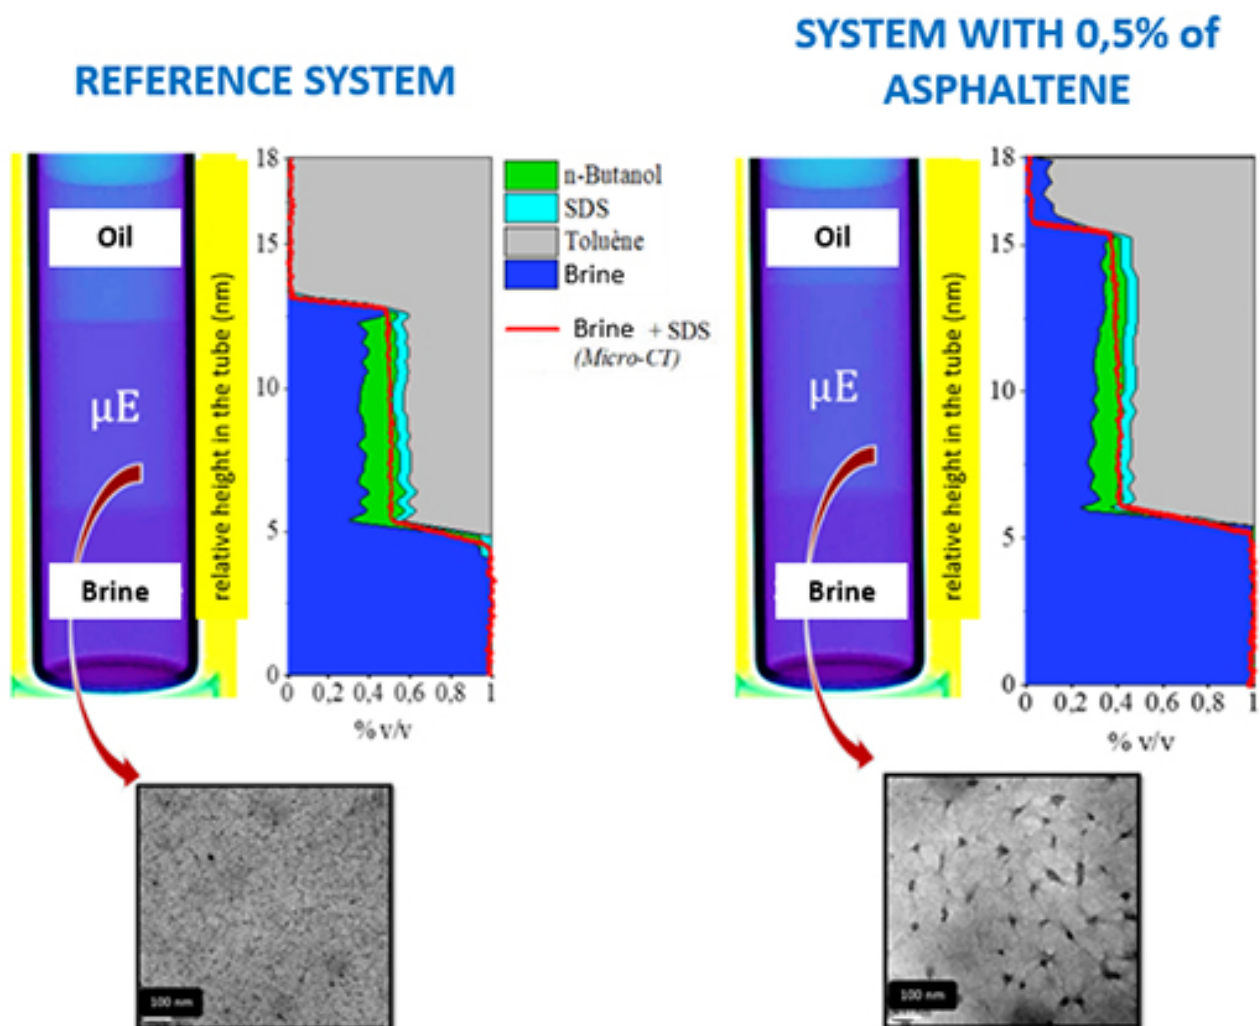 REFERENCE SYSTEM
SYSTEM WITH 0,5% of
ASPHALTENE
Oil
μE
Brine
relative height in the tube (nm)
18
15
10
5
0
0 0,2 0,4 0,6 0,8 1
% v/v
n-Butanol
SDS
Toluène
Brine
Brine + SDS
(Micro-CT)
100 nm
Oil
μE
Brine
relative height in the tube (nm)
18
15
10
5
0
0 0,2 0,4 0,6 0,8 1
% v/v
100 nm